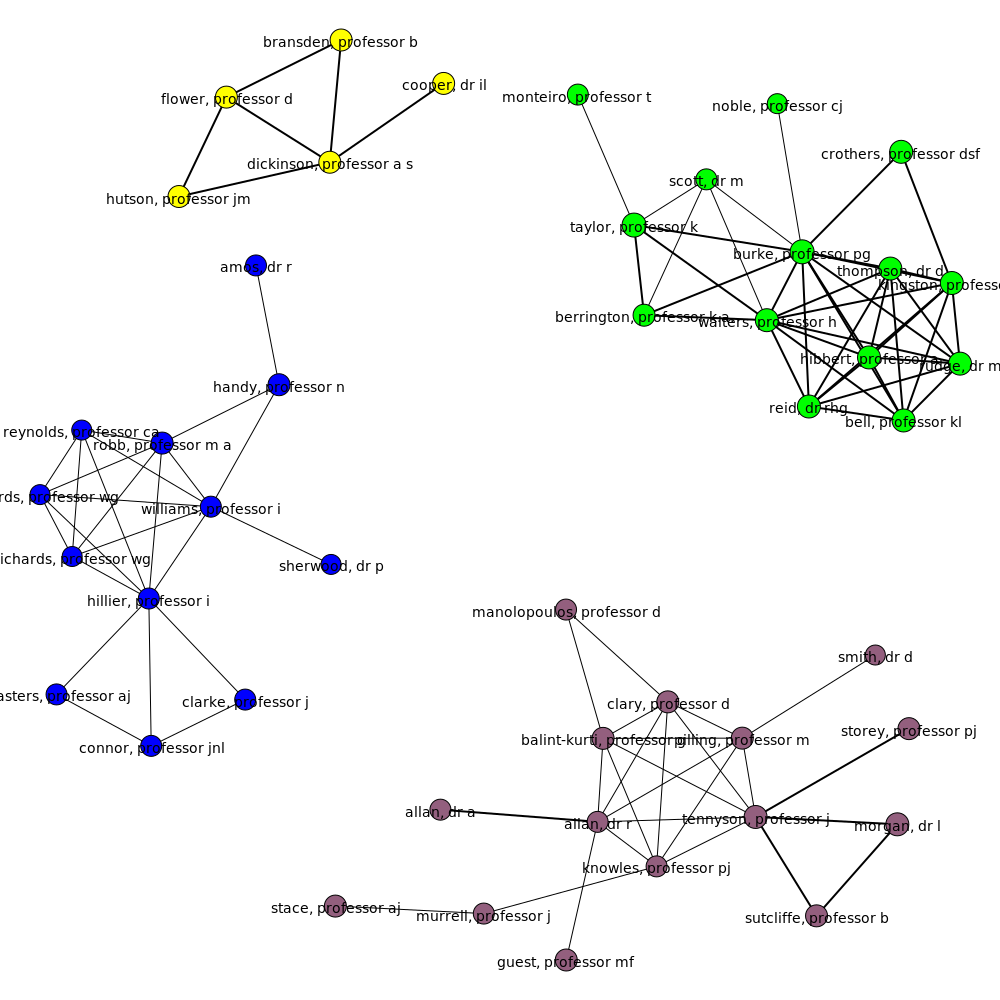 bransden, professor b
cooper, dr il
flower, professor d
dickinson, professor a s
hutson, professor jm
monteiro, professor t
noble, professor cj
crothers, professor dsf
scott, dr m
taylor, professor k
burke, professor pg
thompson, dr d
kingston, profess
berrington, professor k a
walters, professor h
hibbert, professor a
rudge, dr m
reid, dr rhg
bell, professor kl
amos, dr r
handy, professor n
reynolds, professor ca
robb, professor m a
rds, professor wg
williams, professor i
ichards, professor wg
sherwood, dr p
hillier, professor i
asters, professor aj
clarke, professor j
connor, professor jnl
manolopoulos, professor d
smith, dr d
clary, professor d
storey, professor pj
balint-kurti, professor gg
pilling, professor m
allan, dr a
allan, dr r
tennyson, professor j
morgan, dr l
knowles, professor pj
stace, professor aj
murrell, professor j
sutcliffe, professor b
guest, professor mf